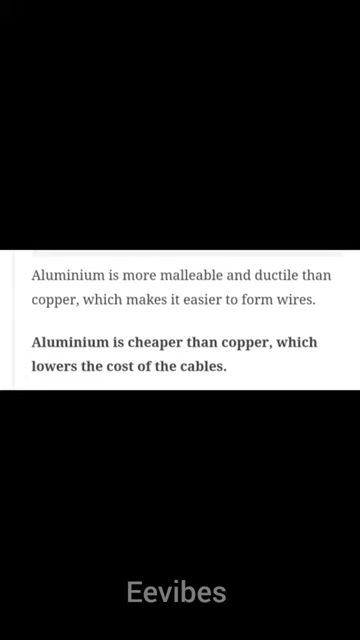 Aluminium is more malleable and ductile than
copper, which makes it easier to form wires.
Aluminium is cheaper than copper, which
lowers the cost of the cables.
Eevibes